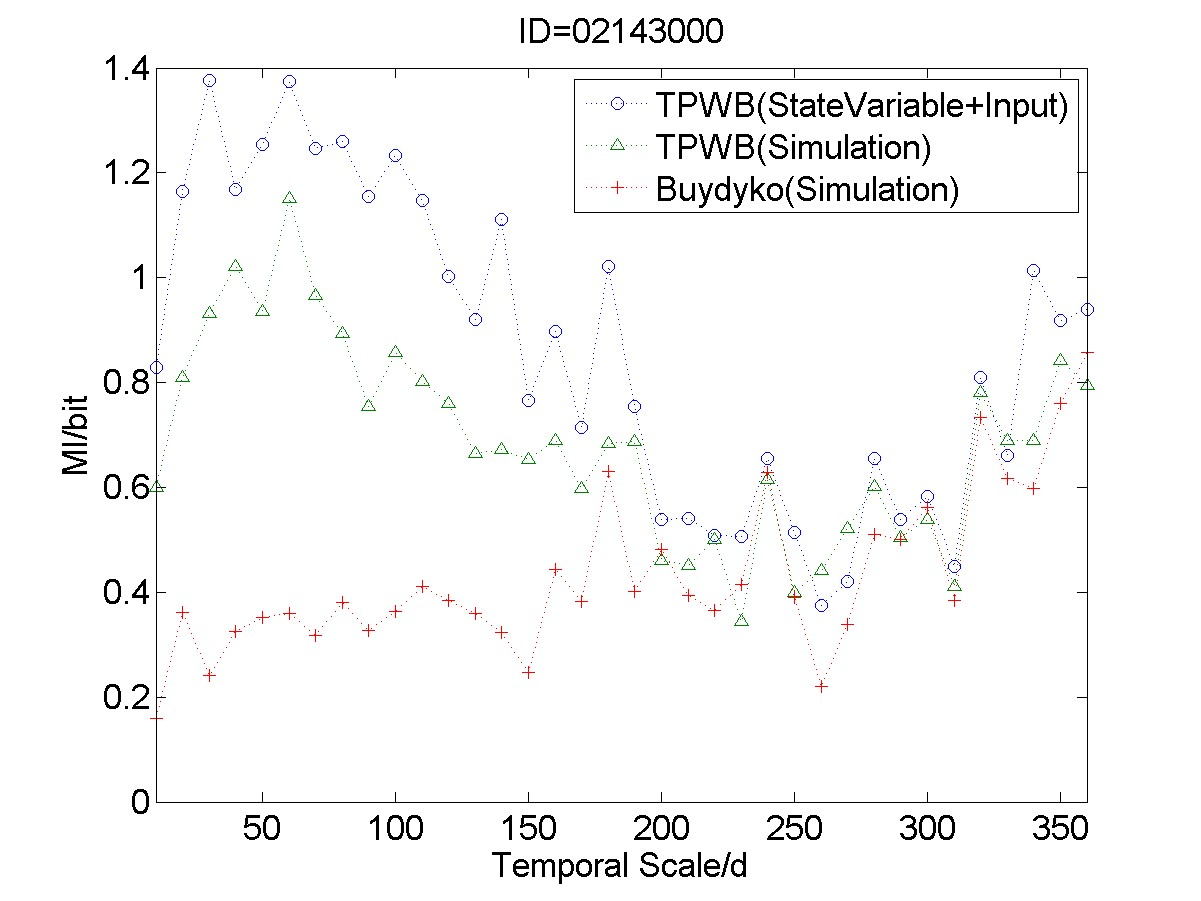 ID=02143000
1.4
1.2
1
0.8
0.6
0.4
0.2
0
MI/bit
TPWB(StateVariable+Input)
TPWB(Simulation)
Buydyko(Simulation)
50 100 150 200 250 300 350
Temporal Scale/d